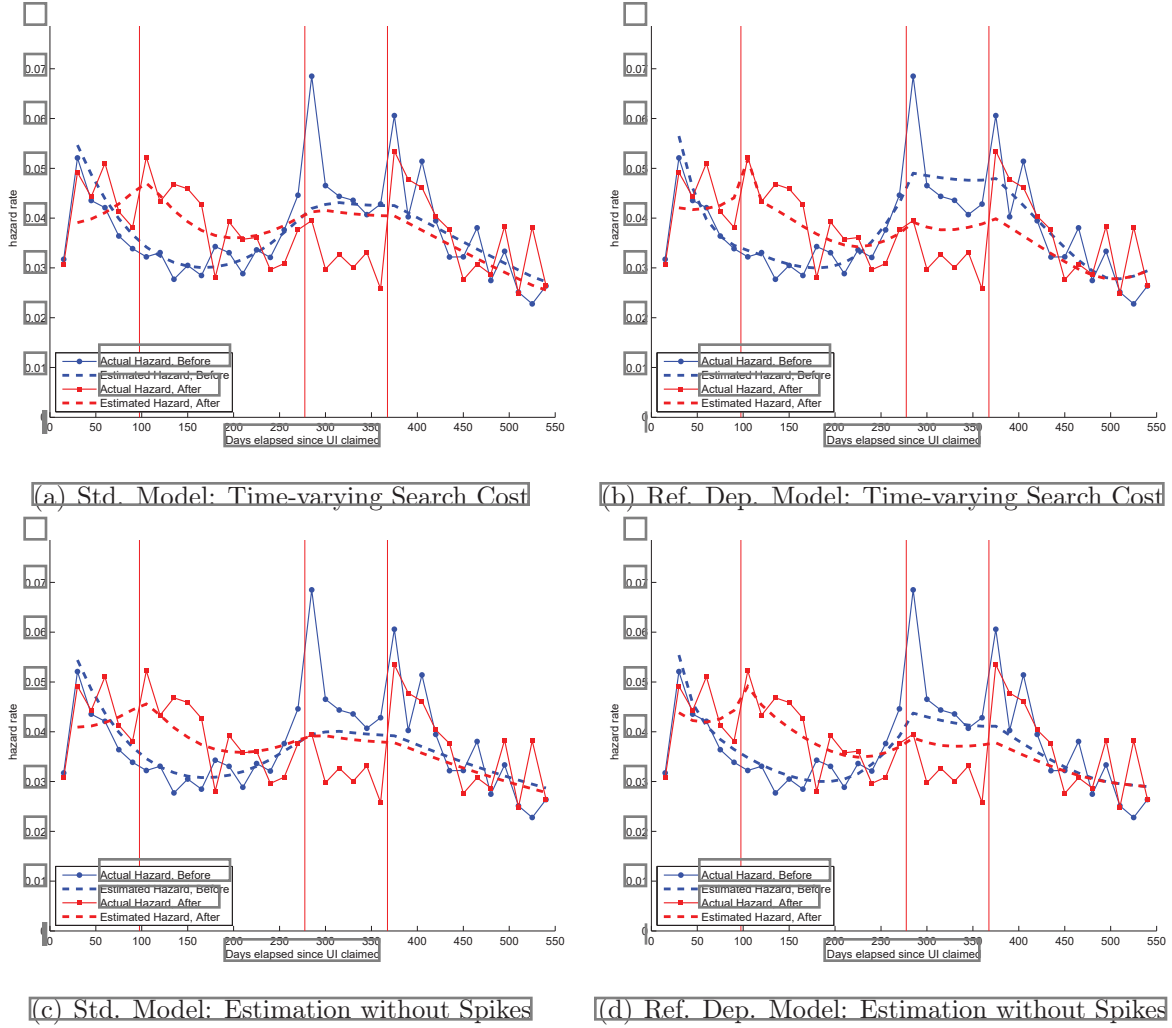 0.07
0.06
0.05
0.04
0.03
0.02
0.01
0
hazard rate
Actual Hazard, Before
Estimated Hazard, Before
Actual Hazard, After
Estimated Hazard, After
0 50 100 150 200 250 300 350 400 450 500 550
Days elapsed since UI claimed
(a) Std. Model: Time-varying Search Cost
0.07
0.06
0.05
0.04
0.03
0.02
0.01
hazard rate
Actual Hazard, Before
Estimated Hazard, Before
Actual Hazard, After
Estimated Hazard, After
0 50 100 150 200 250 300 350 400 450 500 550
Days elapsed since UI claimed
(b) Ref. Dep. Model: Time-varying Search Cost
0.07
0.06
0.05
0.04
0.03
0.02
0.01
hazard rate
Actual Hazard, Before
Estimated Hazard, Before
Actual Hazard, After
Estimated Hazard, After
0 50 100 150 200 250 300 350 400 450 500 550
Days elapsed since UI claimed
(c) Std. Model: Estimation without Spikes
0.07
0.06
0.05
0.04
0.03
0.02
0.01
hazard rate
Actual Hazard, Before
Estimated Hazard, Before
Actual Hazard, After
Estimated Hazard, After
0 50 100 150 200 250 300 350 400 450 500 550
Days elapsed since UI claimed
(d) Ref. Dep. Model: Estimation without Spikes